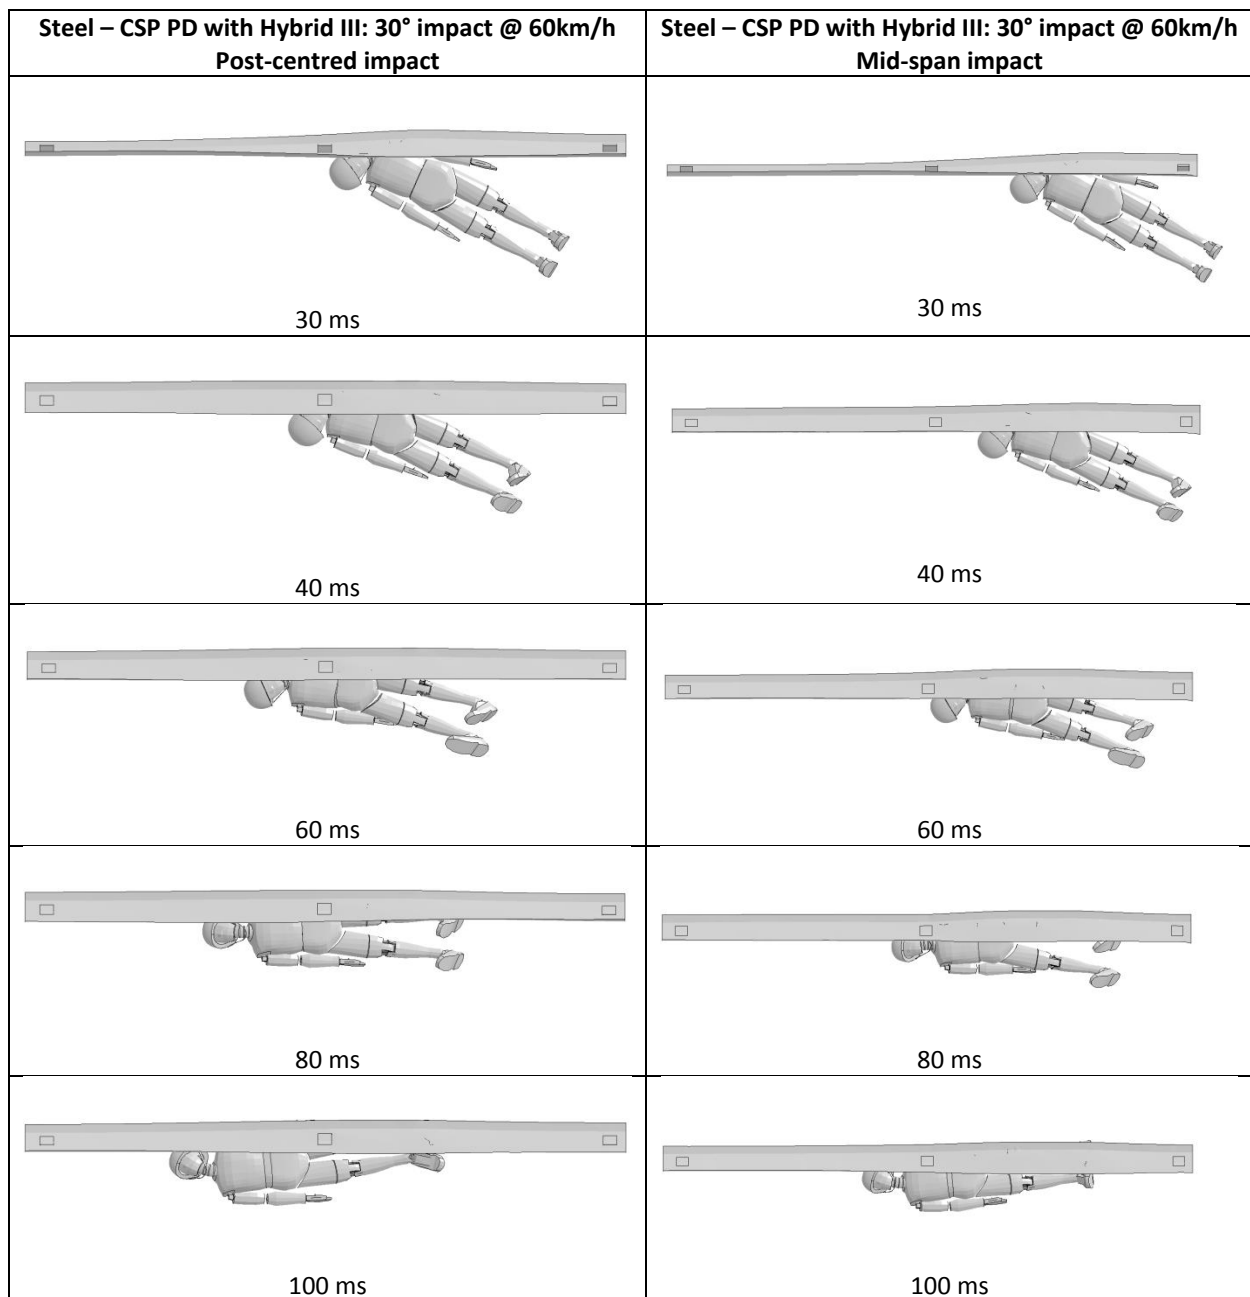 Steel – CSP PD with Hybrid III: 30° impact @ 60km/h
Post-centred impact
Steel – CSP PD with Hybrid III: 30° impact @ 60km/h
Mid-span impact
30 ms
30 ms
40 ms
40 ms
60 ms
60 ms
80 ms
80 ms
100 ms
100 ms